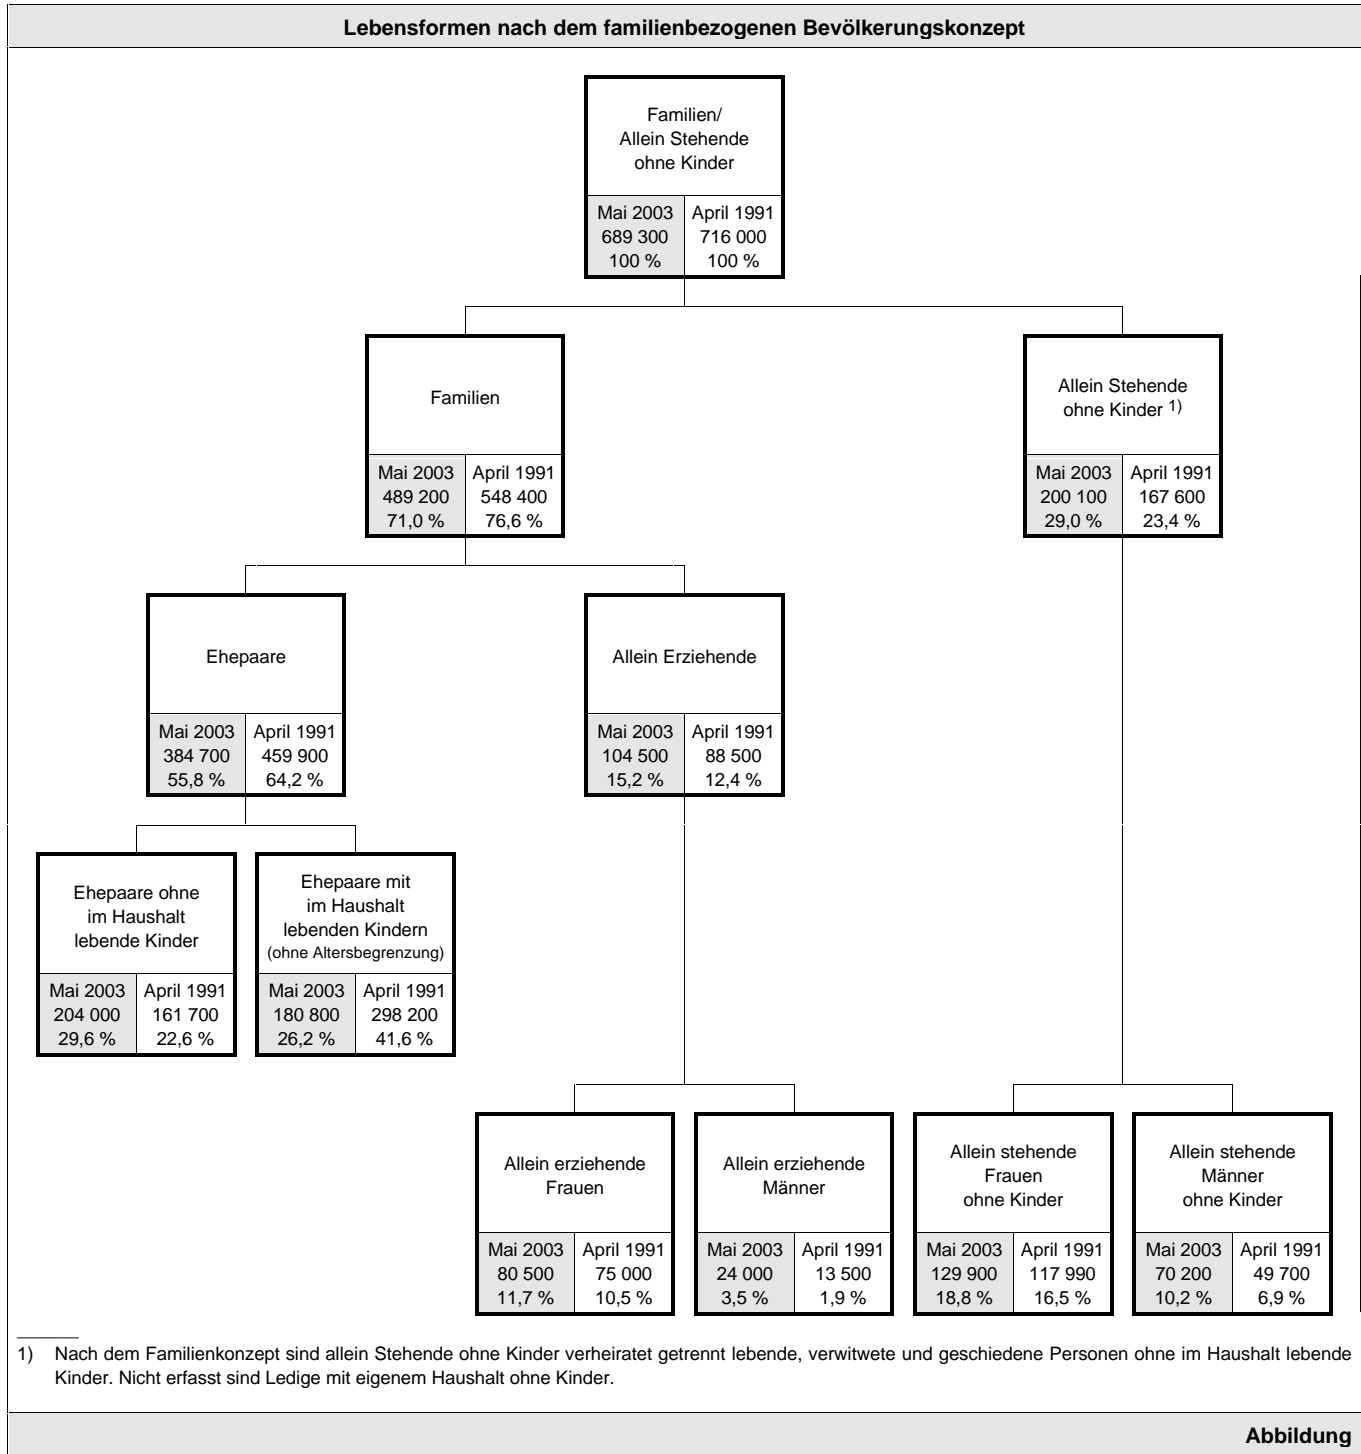 Lebensformen nach dem familienbezogenen Bevölkerungskonzept
Familien/
Allein Stehende
ohne Kinder
Mai 2003 April 1991
689 300 716 000
100 % 100 %
Familien
Mai 2003 April 1991
489 200 548 400
71,0 % 76,6 %
Allein Stehende
ohne Kinder 1)
Mai 2003 April 1991
200 100 167 600
29,0 % 23,4 %
Ehepaare
Mai 2003 April 1991
384 700 459 900
55,8 % 64,2 %
Allein Erziehende
Mai 2003 April 1991
104 500 88 500
15,2 % 12,4 %
Ehepaare ohne
im Haushalt
lebende Kinder
Mai 2003 April 1991
204 000 161 700
29,6 % 22,6 %
Ehepaare mit
im Haushalt
lebenden Kindern
(ohne Altersbegrenzung)
Mai 2003 April 1991
180 800 298 200
26,2 % 41,6 %
Allein erziehende
Frauen
Mai 2003 April 1991
80 500 75 000
11,7 % 10,5 %
Allein erziehende
Männer
Mai 2003 April 1991
24 000 13 500
3,5 % 1,9 %
Allein stehende
Frauen
ohne Kinder
Mai 2003 April 1991
129 900 117 990
18,8 % 16,5 %
Allein stehende
Männer
ohne Kinder
Mai 2003 April 1991
70 200 49 700
10,2 % 6,9 %
1) Nach dem Familienkonzept sind allein Stehende ohne Kinder verheiratet getrennt lebende, verwitwete und geschiedene Personen ohne im Haushalt lebende
Kinder. Nicht erfasst sind Ledige mit eigenem Haushalt ohne Kinder.
Abbildung